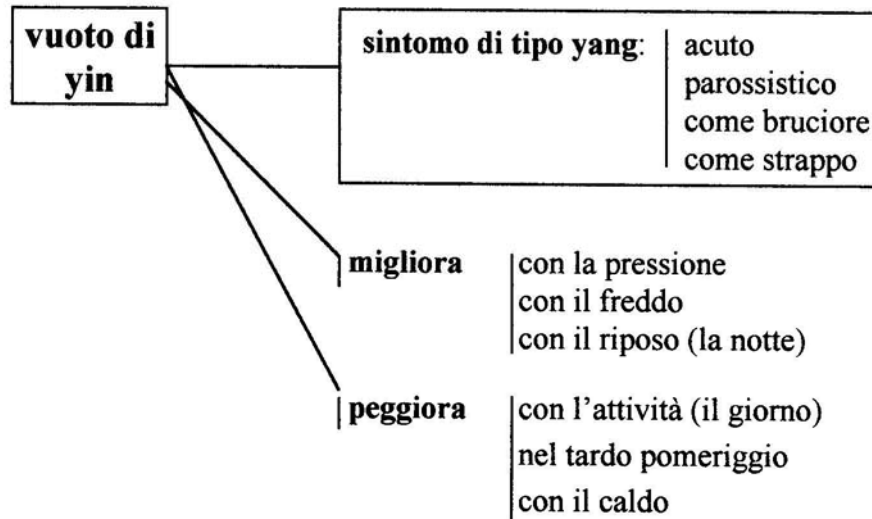 vuoto di
yin
sintomo di tipo yang: acuto
parossistico
come bruciore
come strappo
migliora con la pressione
con il freddo
con il riposo (la notte)
peggiora con l'attività (il giorno)
nel tardo pomeriggio
con il caldo